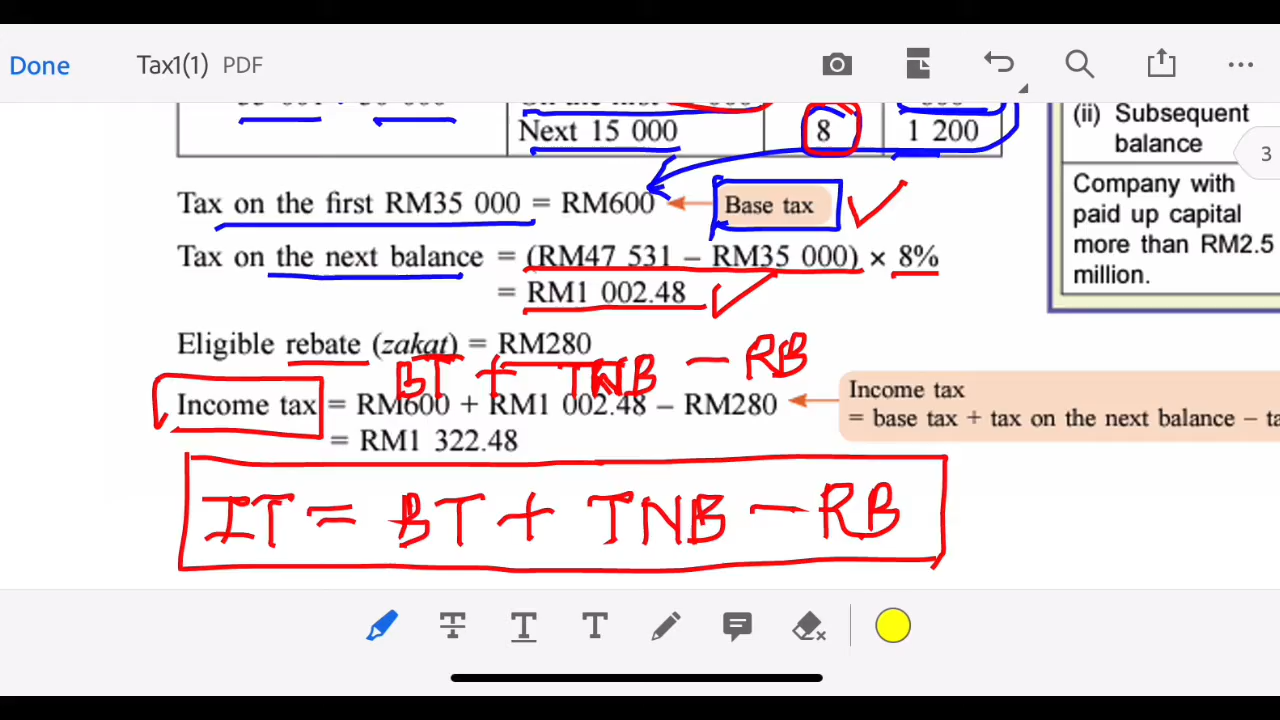 Done
Tax1(1) PDF
Next 15 000
8
1 200
Tax on the first RM35 000 = RM600
Base tax
Tax on the next balance = (RM47 531 – RM35 000) × 8%
= RM1 002.48
Eligible rebate (zakat) = RM280
BT + TNB – RB
Income tax = RM600 + RM1 002.48 – RM280
= RM1 322.48
Income tax
= base tax + tax on the next balance – ta
IT = BT + TNB – RB
(ii) Subsequent
balance
3
Company with
paid up capital
more than RM2.5
million.
T
T
T